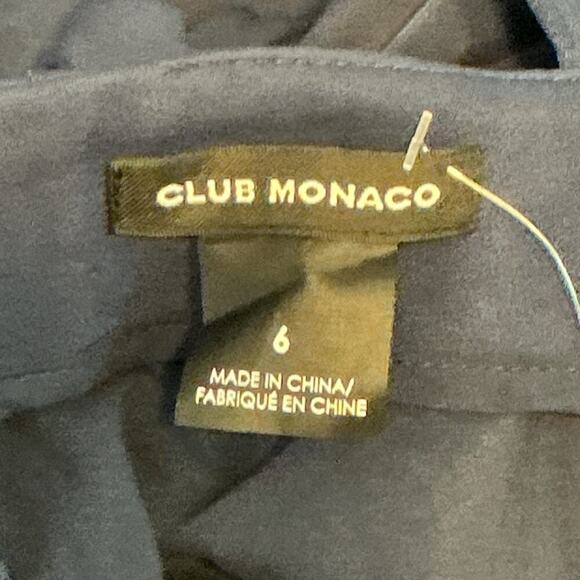 CLUB MONACO
6
MADE IN CHINA/
FABRIQUÉ EN CHINE